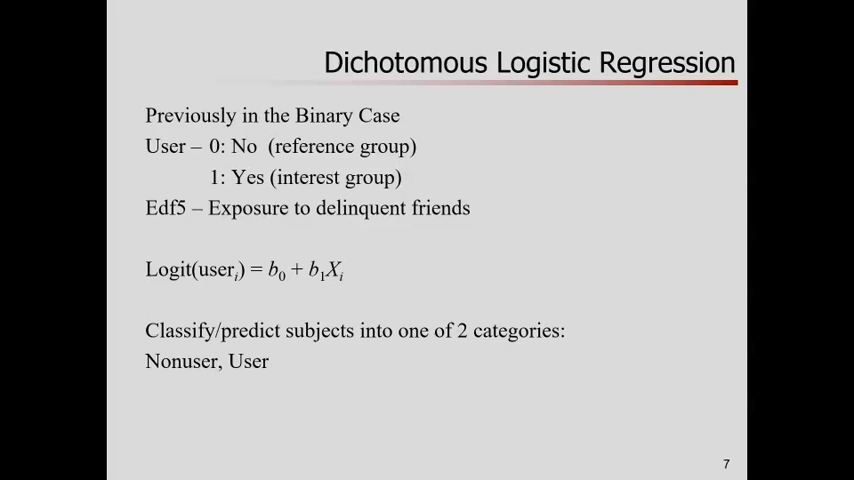 Dichotomous Logistic Regression
Previously in the Binary Case
User – 0: No (reference group)
1: Yes (interest group)
Edf5 – Exposure to delinquent friends
Logit(userᵢ) = b₀ + b₁Xᵢ
Classify/predict subjects into one of 2 categories:
Nonuser, User
7